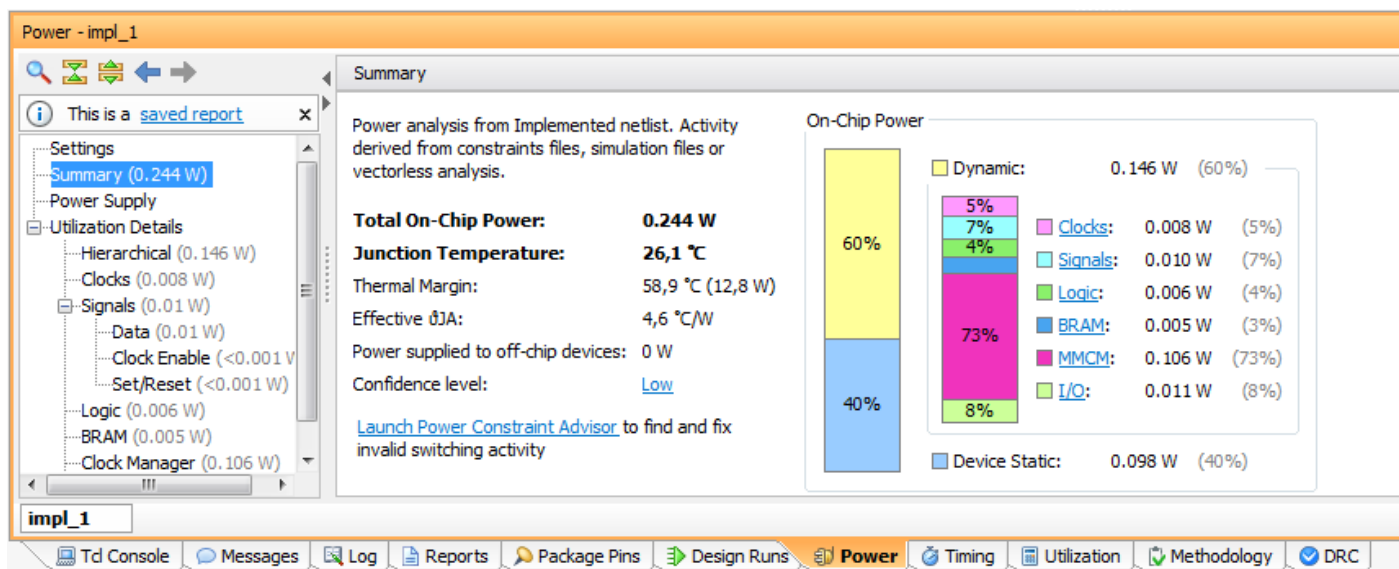 Power - impl_1
This is a saved report
Settings
Summary (0.244 W)
Power Supply
Utilization Details
Hierarchical (0.146 W)
Clocks (0.008 W)
Signals (0.01 W)
Data (0.01 W)
Clock Enable (<0.001 W
Set/Reset (<0.001 W)
Logic (0.006 W)
BRAM (0.005 W)
Clock Manager (0.106 W)
Summary
Power analysis from Implemented netlist. Activity
derived from constraints files, simulation files or
vectorless analysis.
Total On-Chip Power: 0.244 W
Junction Temperature: 26,1 °C
Thermal Margin: 58,9 °C (12,8 W)
Effective ϑJA: 4,6 °C/W
Power supplied to off-chip devices: 0 W
Confidence level: Low
Launch Power Constraint Advisor to find and fix
invalid switching activity
On-Chip Power
60%
40%
Dynamic: 0.146 W (60%)
5%
7%
4%
73%
8%
Clocks: 0.008 W (5%)
Signals: 0.010 W (7%)
Logic: 0.006 W (4%)
BRAM: 0.005 W (3%)
MMCM: 0.106 W (73%)
I/O: 0.011 W (8%)
Device Static: 0.098 W (40%)
impl_1
Tcl Console Messages Log Reports Package Pins Design Runs Power Timing Utilization Methodology DRC